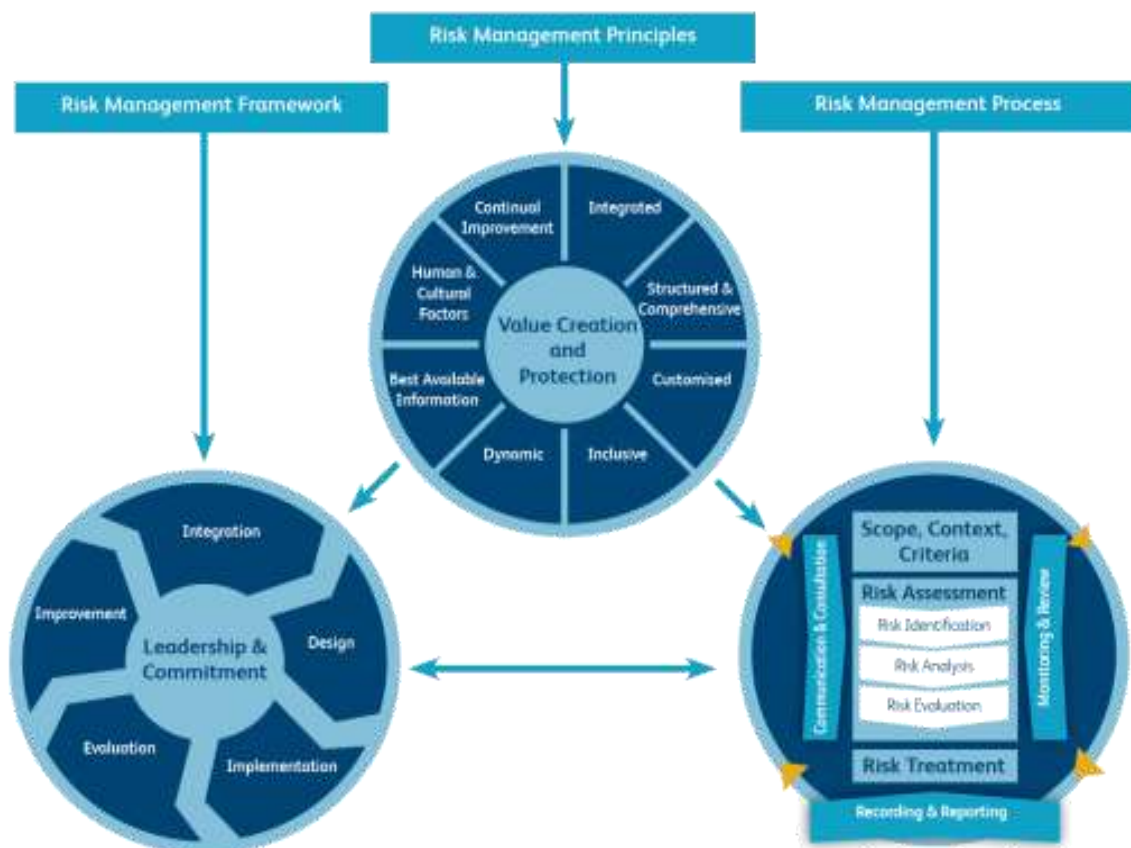 Risk Management Principles
Risk Management Framework
Risk Management Process
Continual
Improvement
Integrated
Human &
Cultural
Factors
Structured &
Comprehensive
Value Creation
and
Protection
Best Available
Information
Customised
Dynamic
Inclusive
Integration
Improvement
Design
Leadership &
Commitment
Evaluation
Implementation
Scope, Context,
Criteria
Communication & Consultation
Risk Assessment
Risk Identification
Risk Analysis
Risk Evaluation
Monitoring & Review
Risk Treatment
Recording & Reporting